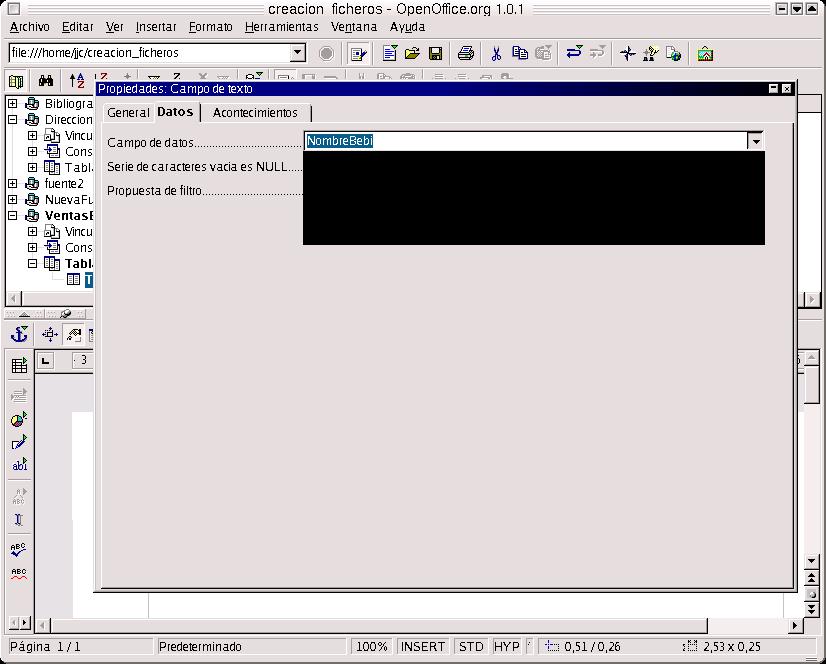 creacion_ficheros - OpenOffice.org 1.0.1
Archivo Editar Ver Insertar Formato Herramientas Ventana Ayuda
file:///home/jjc/creacion_ficheros
Propiedades: Campo de texto
General Datos Acontecimientos
Campo de datos
NombreBebi
Serie de caracteres vacia es NULL
Propuesta de filtro
Bibliogra
Direccion
Vincu
Cons
Tabl
fuente2
NuevaFu
VentasE
Vincu
Cons
Tabl
T
3
Página 1 / 1 Predeterminado 100% INSERT STD HYP * 0,51 / 0,26 2,53 x 0,25